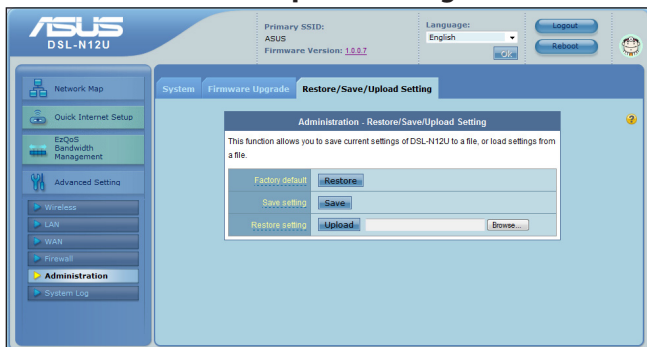 ASUS
DSL-N12U
Primary SSID:
ASUS
Firmware Version: 1.0.0.7
Language:
English
OK
Logout
Reboot
Network Map
Quick Internet Setup
EzQoS
Bandwidth
Management
Advanced Setting
Wireless
LAN
WAN
Firewall
Administration
System Log
System
Firmware Upgrade
Restore/Save/Upload Setting
Administration - Restore/Save/Upload Setting
This function allows you to save current settings of DSL-N12U to a file, or load settings from
a file.
Factory default
Restore
Save setting
Save
Restore setting
Upload
Browse...
?